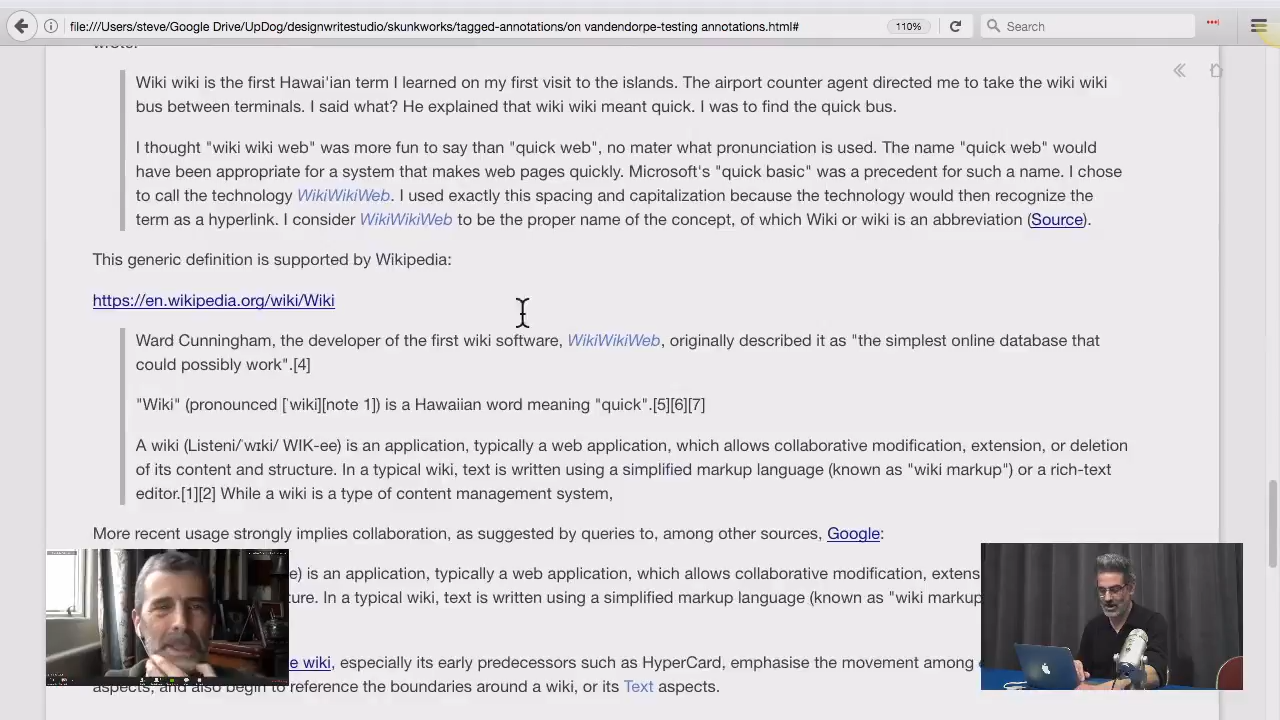 file:///Users/steve/Google Drive/UpDog/designwritestudio/skunkworks/tagged-annotations/on vandendorpe-testing annotations.html#
110%
Search
wrote:
Wiki wiki is the first Hawai'ian term I learned on my first visit to the islands. The airport counter agent directed me to take the wiki wiki
bus between terminals. I said what? He explained that wiki wiki meant quick. I was to find the quick bus.
I thought "wiki wiki web" was more fun to say than "quick web", no mater what pronunciation is used. The name "quick web" would
have been appropriate for a system that makes web pages quickly. Microsoft's "quick basic" was a precedent for such a name. I chose
to call the technology WikiWikiWeb. I used exactly this spacing and capitalization because the technology would then recognize the
term as a hyperlink. I consider WikiWikiWeb to be the proper name of the concept, of which Wiki or wiki is an abbreviation (Source).
This generic definition is supported by Wikipedia:
https://en.wikipedia.org/wiki/Wiki
Ward Cunningham, the developer of the first wiki software, WikiWikiWeb, originally described it as "the simplest online database that
could possibly work".[4]
"Wiki" (pronounced [ˈwiki][note 1]) is a Hawaiian word meaning "quick".[5][6][7]
A wiki (Listeni/ˈwɪki/ WIK-ee) is an application, typically a web application, which allows collaborative modification, extension, or deletion
of its content and structure. In a typical wiki, text is written using a simplified markup language (known as "wiki markup") or a rich-text
editor.[1][2] While a wiki is a type of content management system,
More recent usage strongly implies collaboration, as suggested by queries to, among other sources, Google:
e) is an application, typically a web application, which allows collaborative modification, extens
ture. In a typical wiki, text is written using a simplified markup language (known as "wiki markup
e wiki, especially its early predecessors such as HyperCard, emphasise the movement among
aspects, and also begin to reference the boundaries around a wiki, or its Text aspects.